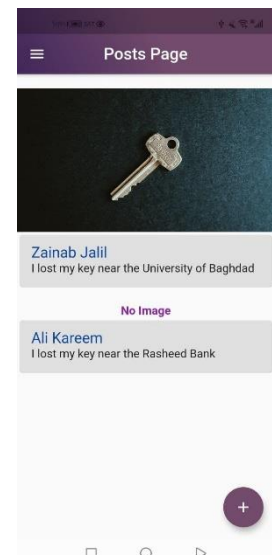 Posts Page
Zainab Jalil
I lost my key near the University of Baghdad
No Image
Ali Kareem
I lost my key near the Rasheed Bank
+